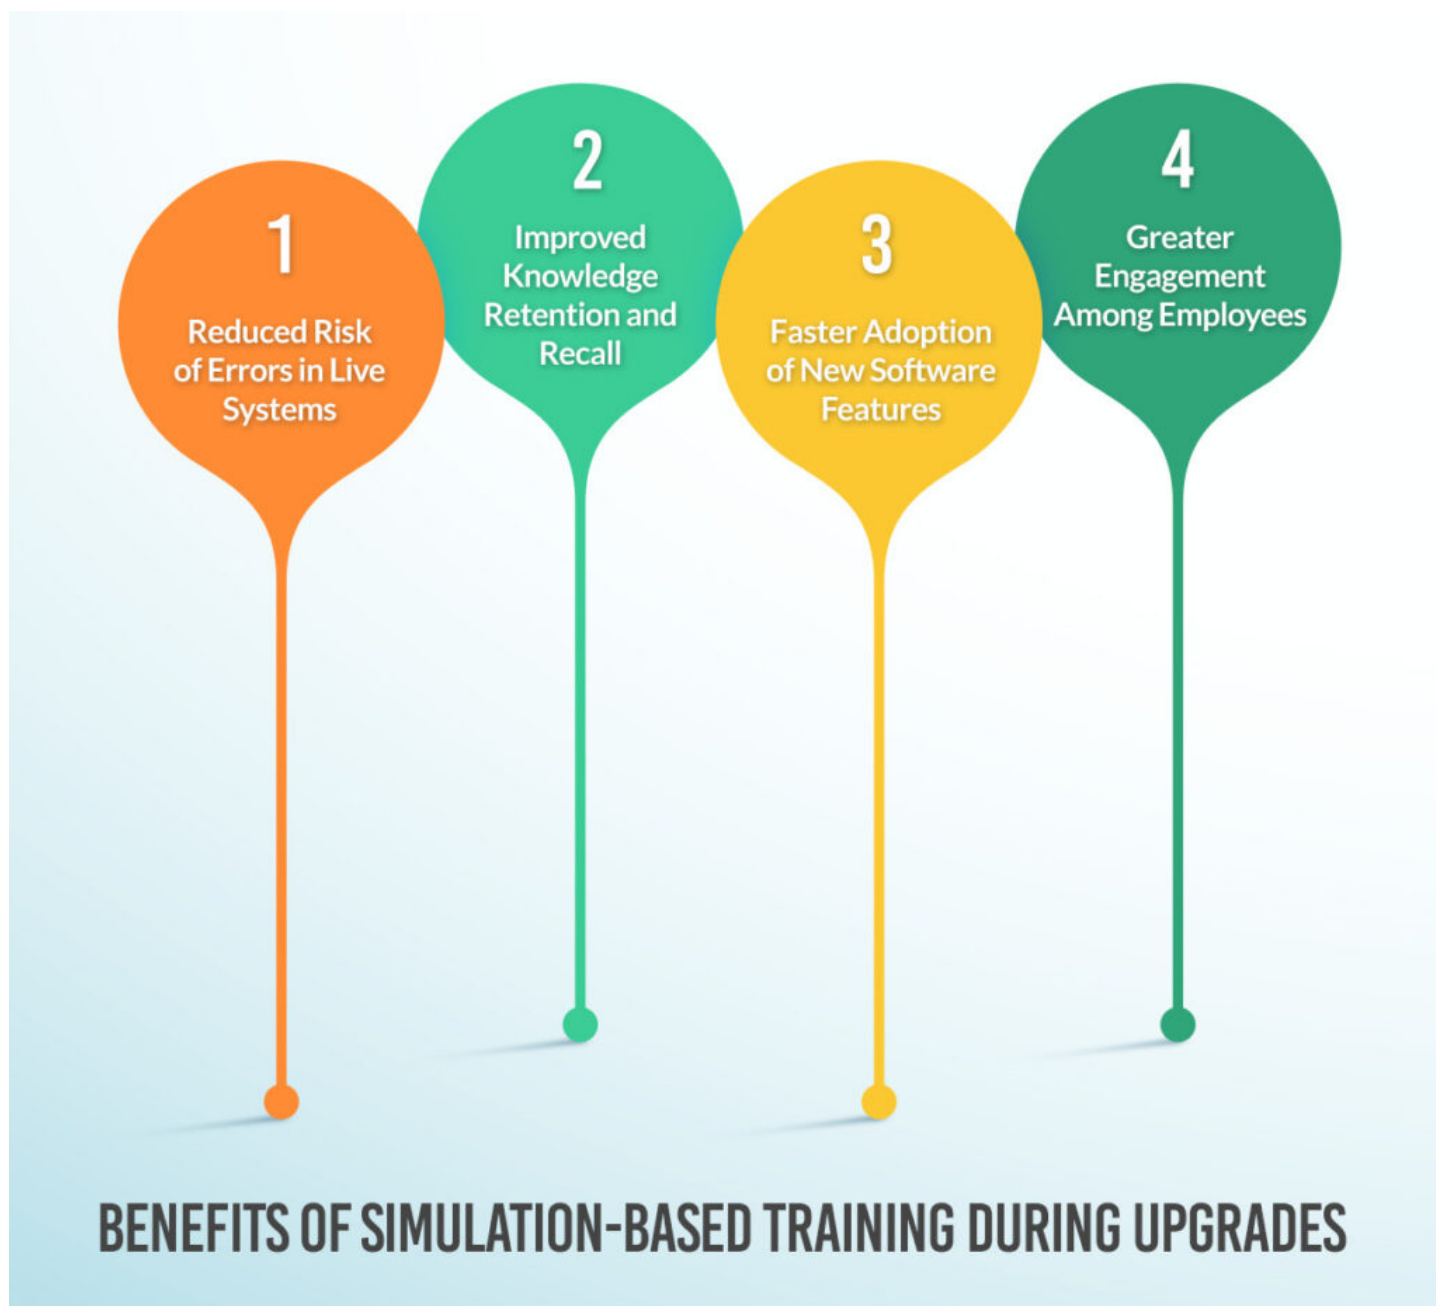 1
Reduced Risk
of Errors in Live
Systems
2
Improved
Knowledge
Retention and
Recall
3
Faster Adoption
of New Software
Features
4
Greater
Engagement
Among Employees
BENEFITS OF SIMULATION-BASED TRAINING DURING UPGRADES